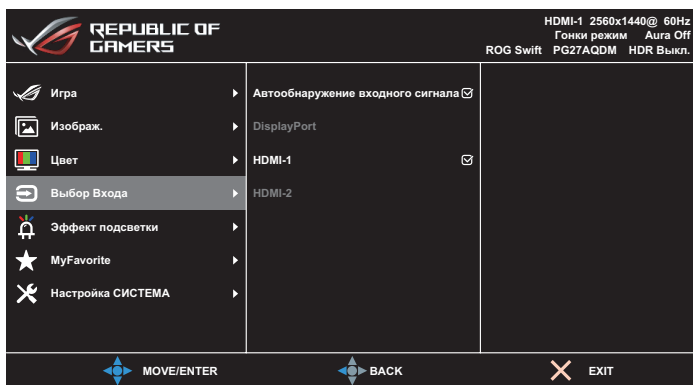 REPUBLIC OF
GAMERS
HDMI-1 2560x1440@ 60Hz
Гонки режим Aura Off
ROG Swift PG27AQDM HDR Выкл.
Игра
Изображ.
Цвет
Выбор Входа
Эффект подсветки
MyFavorite
Настройка СИСТЕМА
Автообнаружение входного сигнала
DisplayPort
HDMI-1
HDMI-2
MOVE/ENTER
BACK
EXIT